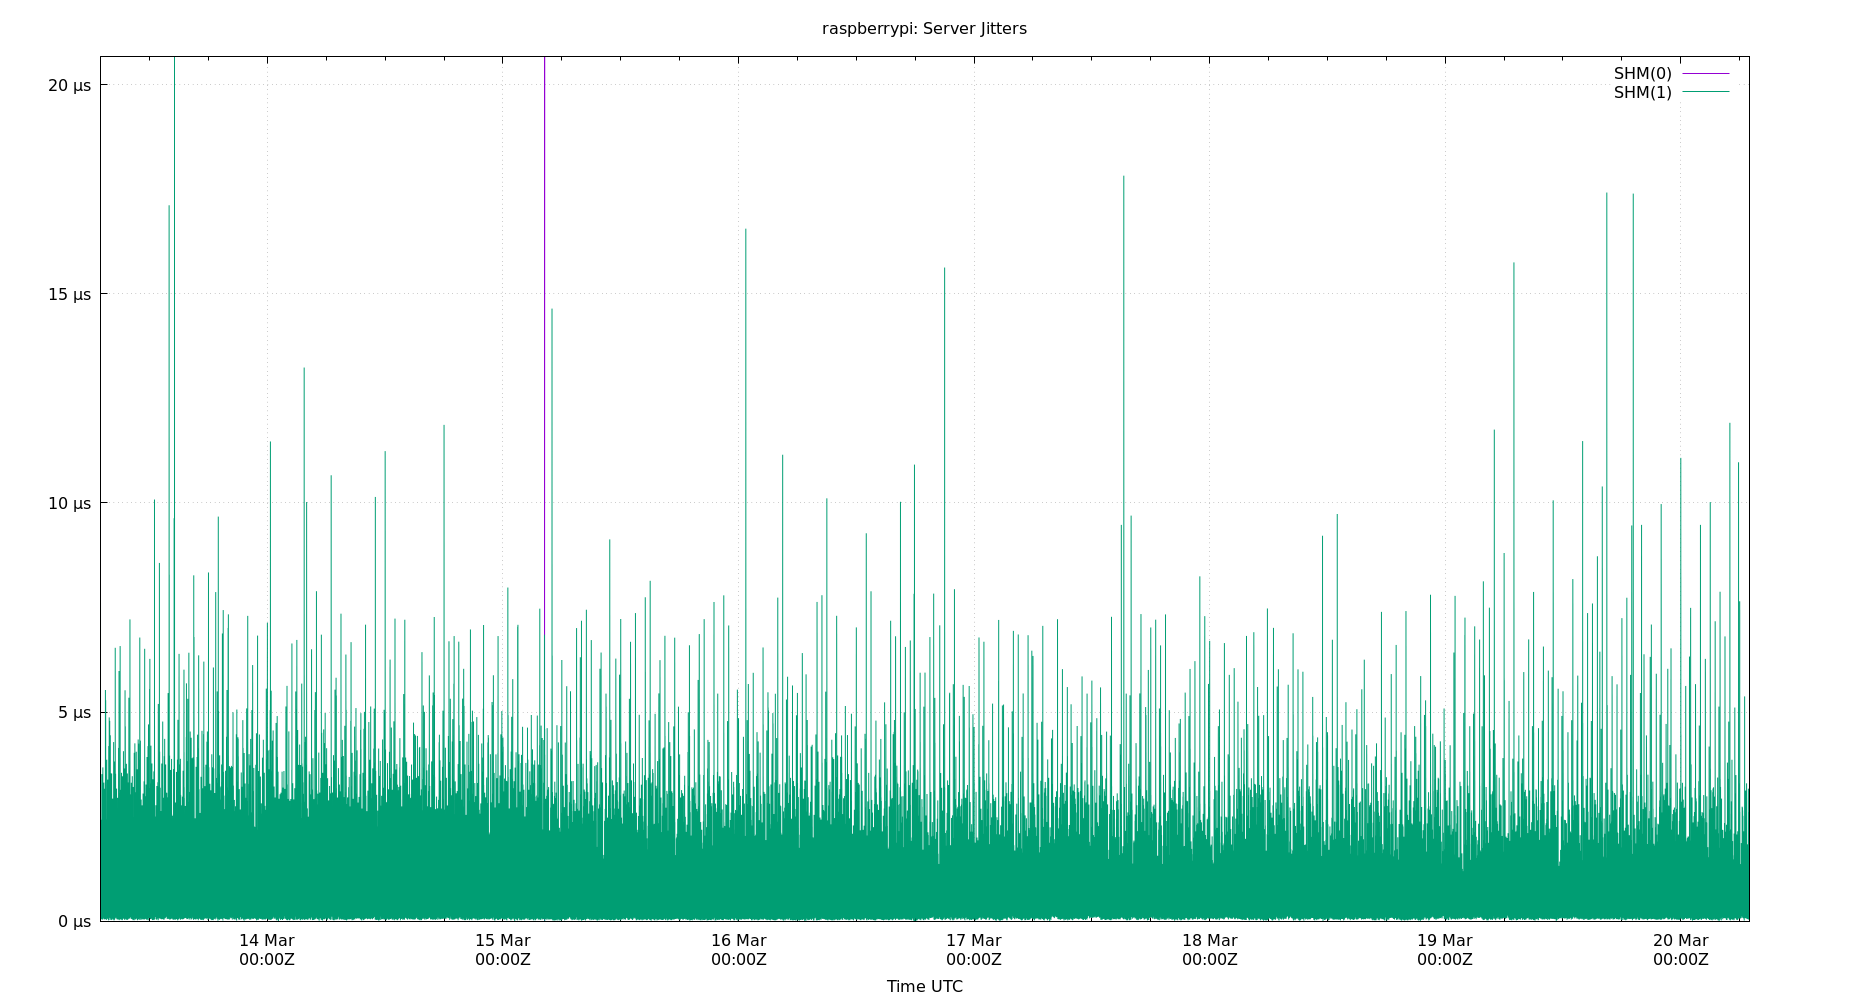 raspberrypi: Server Jitters
SHM(0)
SHM(1)
20 μs
15 μs
10 μs
5 μs
0 μs
14 Mar
00:00Z
15 Mar
00:00Z
16 Mar
00:00Z
17 Mar
00:00Z
18 Mar
00:00Z
19 Mar
00:00Z
20 Mar
00:00Z
Time UTC